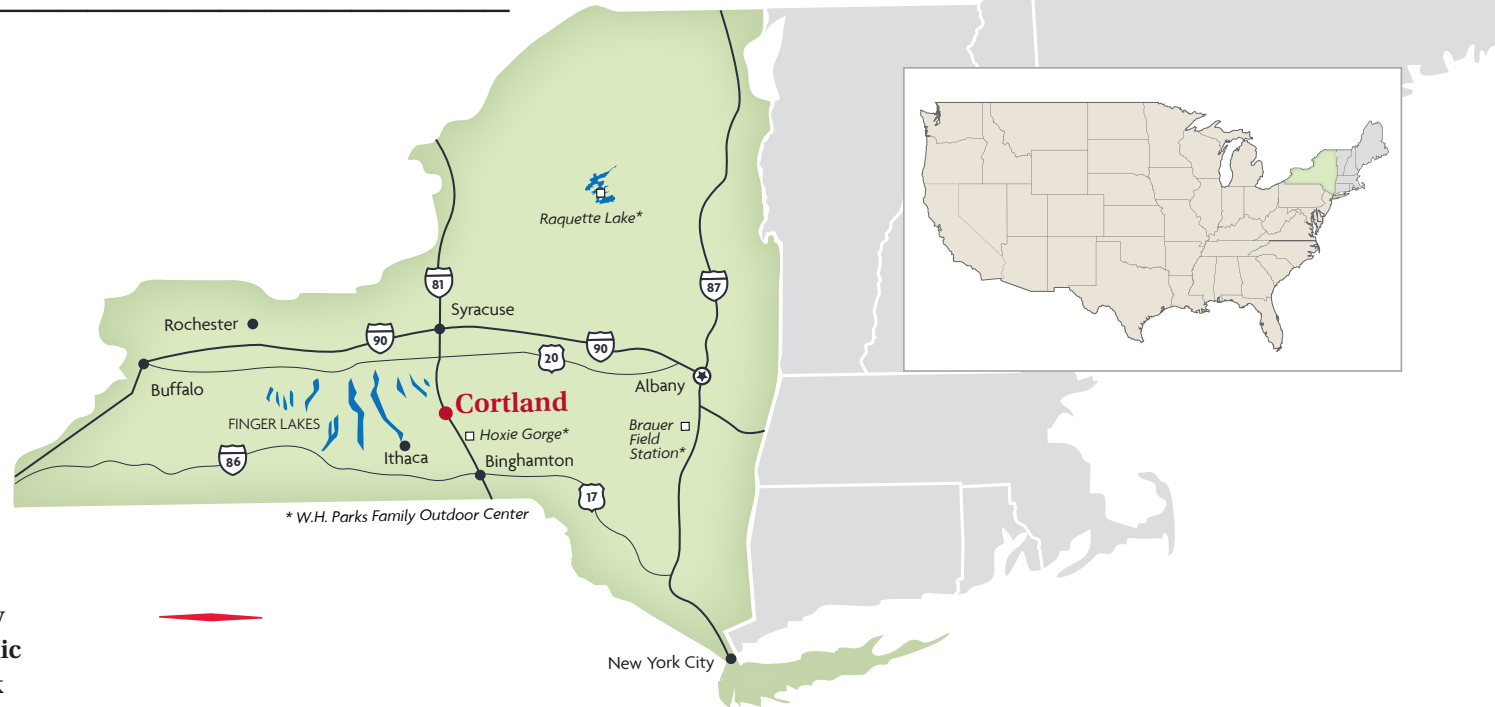 Raquette Lake*
81
87
Syracuse
Rochester
90
90
20
Buffalo
Albany
Cortland
FINGER LAKES
Hoxie Gorge*
Brauer
Field
Station*
Ithaca
Binghamton
86
17
* W.H. Parks Family Outdoor Center
New York City